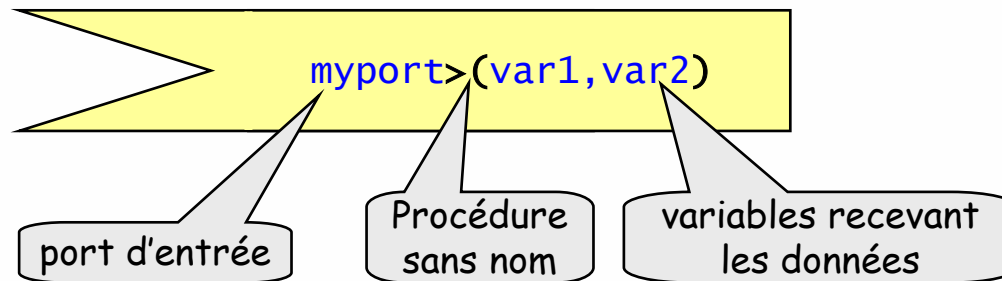 myport>(var1,var2)
port d'entrée
Procédure
sans nom
variables recevant
les données